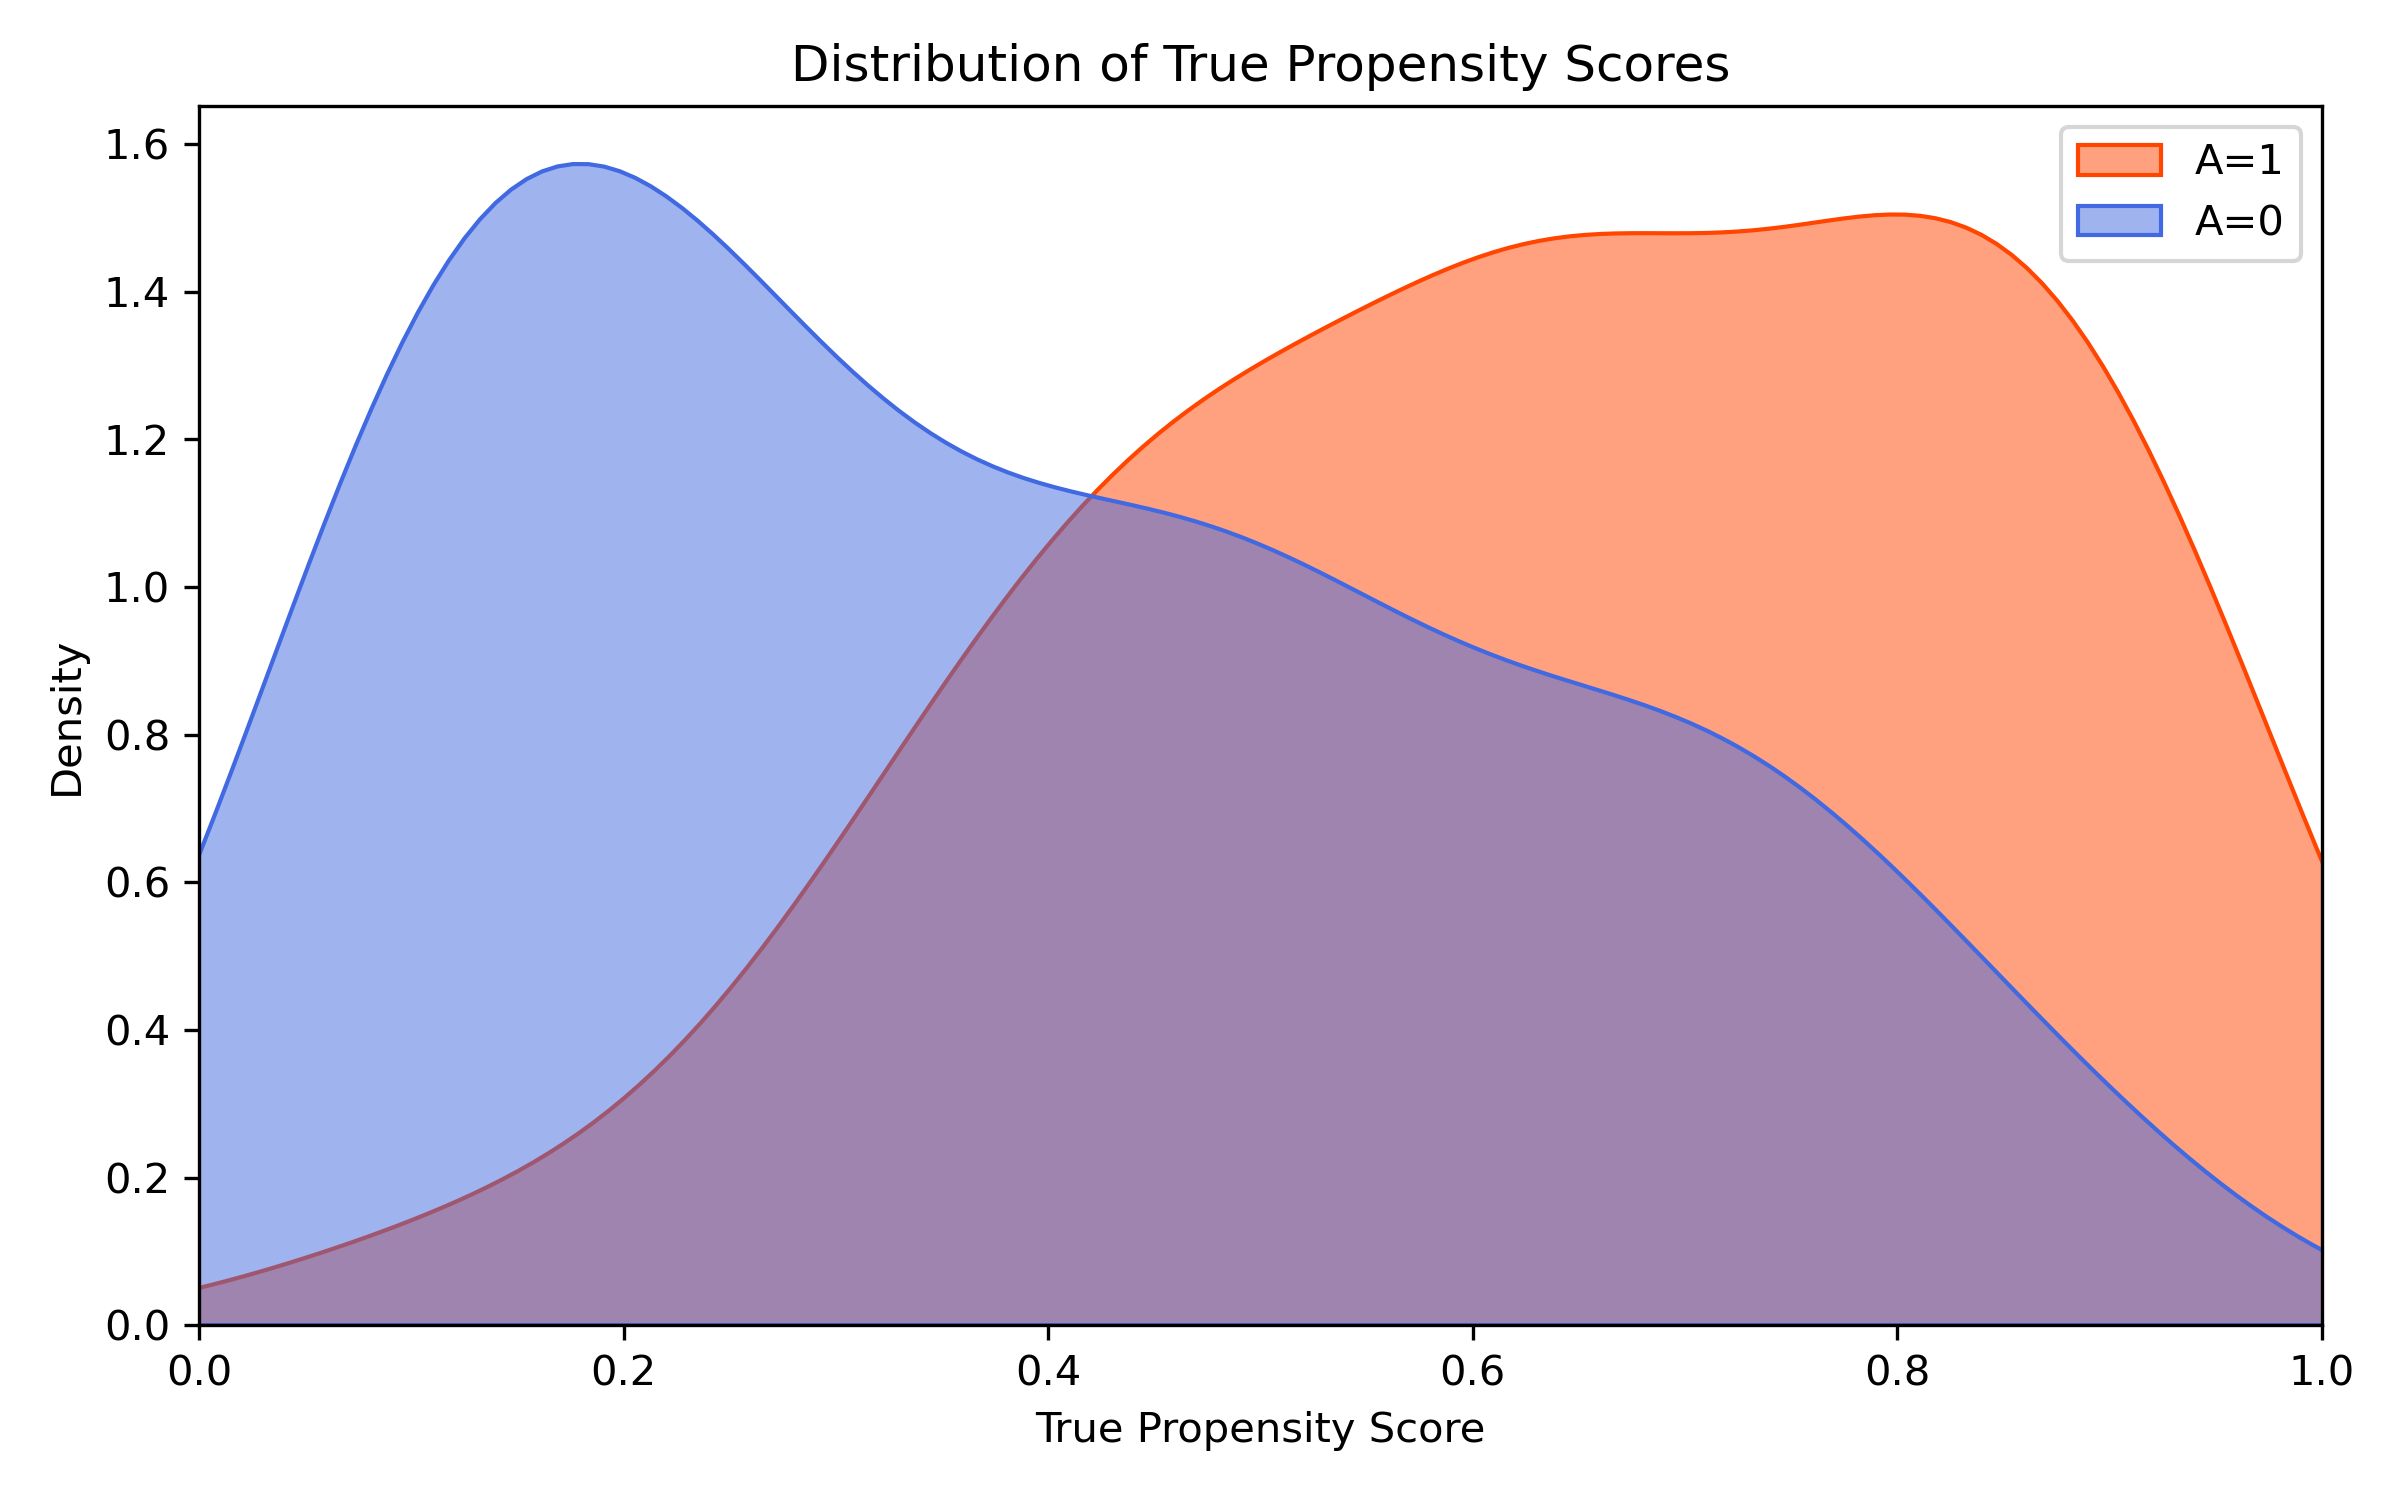 Distribution of True Propensity Scores
A=1
A=0
Density
1.6
1.4
1.2
1.0
0.8
0.6
0.4
0.2
0.0
0.0 0.2 0.4 0.6 0.8 1.0
True Propensity Score